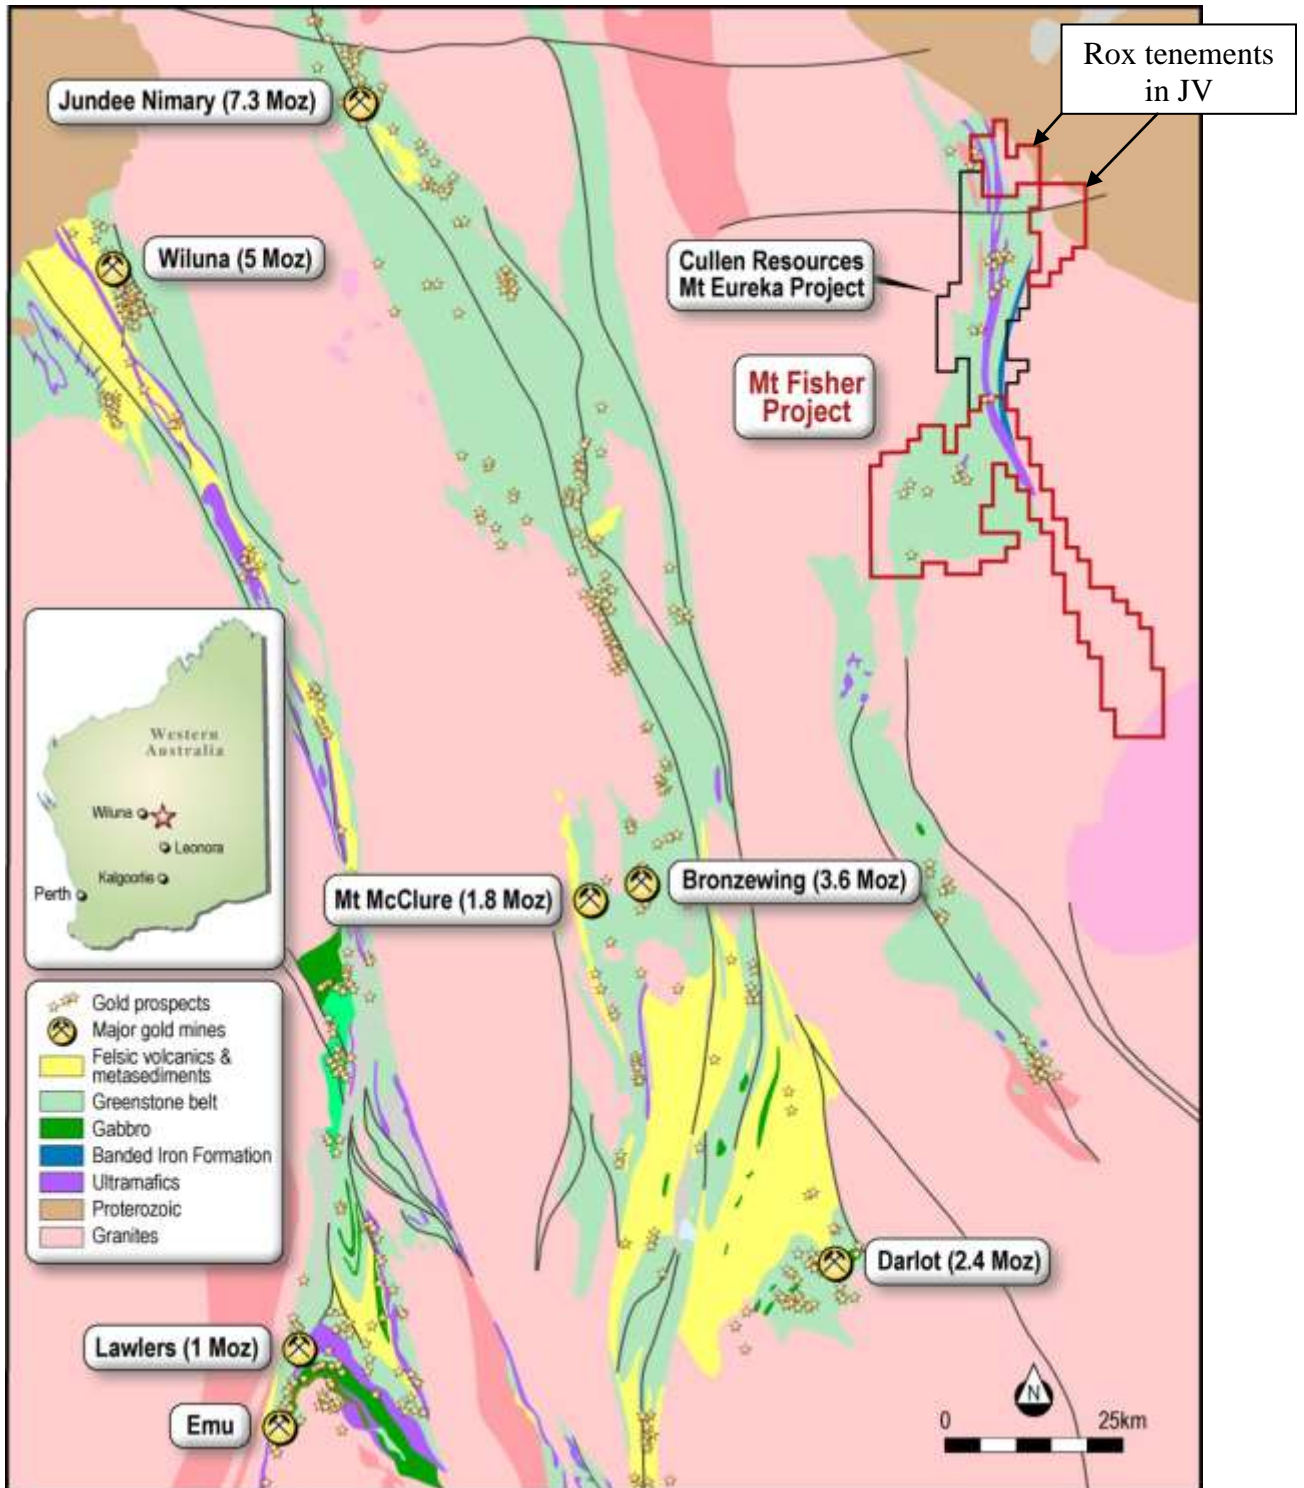 Rox tenements
in JV
Jundee Nimary (7.3 Moz)
Wiluna (5 Moz)
Cullen Resources
Mt Eureka Project
Mt Fisher
Project
Western
Australia
Wiluna
Leonora
Kalgoorlie
Perth
Mt McClure (1.8 Moz)
Bronzewing (3.6 Moz)
Gold prospects
Major gold mines
Felsic volcanics &
metasediments
Greenstone belt
Gabbro
Banded Iron Formation
Ultramafics
Proterozoic
Granites
Darlot (2.4 Moz)
Lawlers (1 Moz)
Emu
N
0 25km